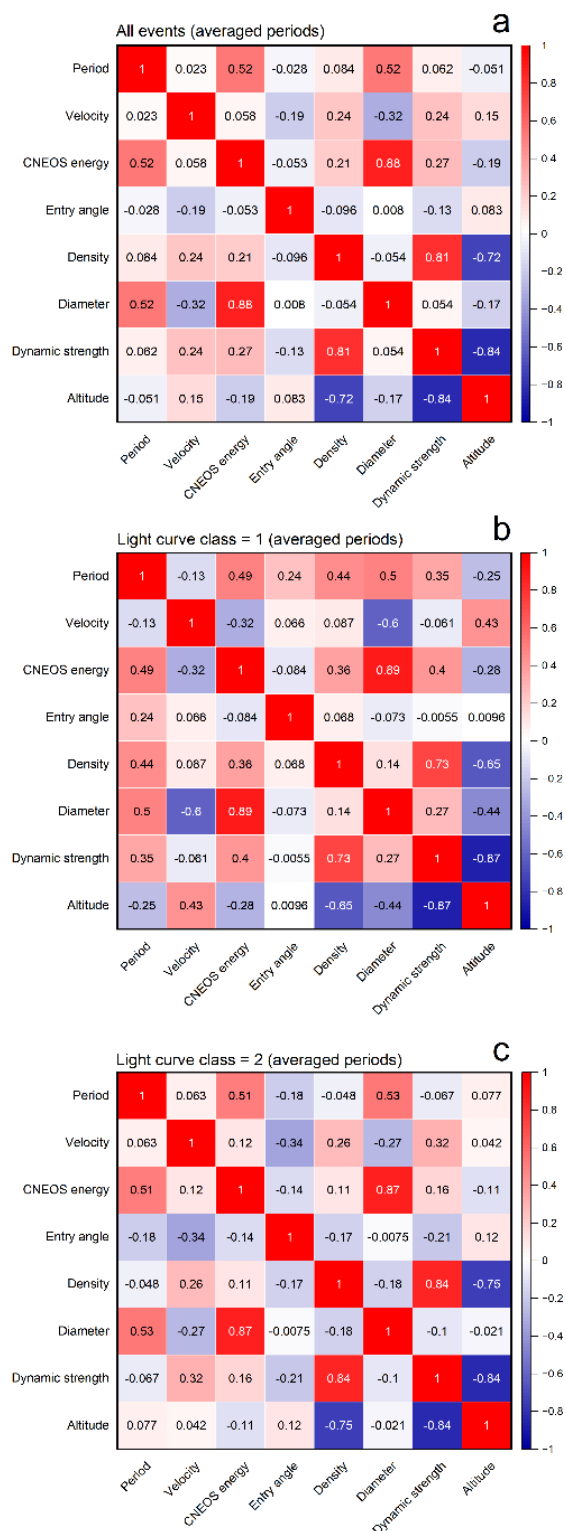 All events (averaged periods) a
Period 1 0.023 0.52 -0.028 0.084 0.52 0.062 -0.051
Velocity 0.023 1 0.058 -0.19 0.24 -0.32 0.24 0.15
CNEOS energy 0.52 0.058 1 -0.053 0.21 0.88 0.27 -0.19
Entry angle -0.028 -0.19 -0.053 1 -0.096 0.008 -0.13 0.083
Density 0.084 0.24 0.21 -0.096 1 -0.054 0.81 -0.72
Diameter 0.52 -0.32 0.88 0.008 -0.054 1 0.054 -0.17
Dynamic strength 0.062 0.24 0.27 -0.13 0.81 0.054 1 -0.84
Altitude -0.051 0.15 -0.19 0.083 -0.72 -0.17 -0.84 1
Period Velocity CNEOS energy Entry angle Density Diameter Dynamic strength Altitude
1
0.8
0.6
0.4
0.2
0
-0.2
-0.4
-0.6
-0.8
-1
Light curve class = 1 (averaged periods) b
Period 1 -0.13 0.49 0.24 0.44 0.5 0.35 -0.25
Velocity -0.13 1 -0.32 0.066 0.087 -0.6 -0.061 0.43
CNEOS energy 0.49 -0.32 1 -0.084 0.36 0.89 0.4 -0.28
Entry angle 0.24 0.066 -0.084 1 0.068 -0.073 -0.0055 0.0096
Density 0.44 0.087 0.36 0.068 1 0.14 0.73 -0.65
Diameter 0.5 -0.6 0.89 -0.073 0.14 1 0.27 -0.44
Dynamic strength 0.35 -0.061 0.4 -0.0055 0.73 0.27 1 -0.87
Altitude -0.25 0.43 -0.28 0.0096 -0.65 -0.44 -0.87 1
Period Velocity CNEOS energy Entry angle Density Diameter Dynamic strength Altitude
1
0.8
0.6
0.4
0.2
0
-0.2
-0.4
-0.6
-0.8
-1
Light curve class = 2 (averaged periods) c
Period 1 0.063 0.51 -0.18 -0.048 0.53 -0.067 0.077
Velocity 0.063 1 0.12 -0.34 0.26 -0.27 0.32 0.042
CNEOS energy 0.51 0.12 1 -0.14 0.11 0.87 0.16 -0.11
Entry angle -0.18 -0.34 -0.14 1 -0.17 -0.0075 -0.21 0.12
Density -0.048 0.26 0.11 -0.17 1 -0.18 0.84 -0.75
Diameter 0.53 -0.27 0.87 -0.0075 -0.18 1 -0.1 -0.021
Dynamic strength -0.067 0.32 0.16 -0.21 0.84 -0.1 1 -0.84
Altitude 0.077 0.042 -0.11 0.12 -0.75 -0.021 -0.84 1
Period Velocity CNEOS energy Entry angle Density Diameter Dynamic strength Altitude
1
0.8
0.6
0.4
0.2
0
-0.2
-0.4
-0.6
-0.8
-1